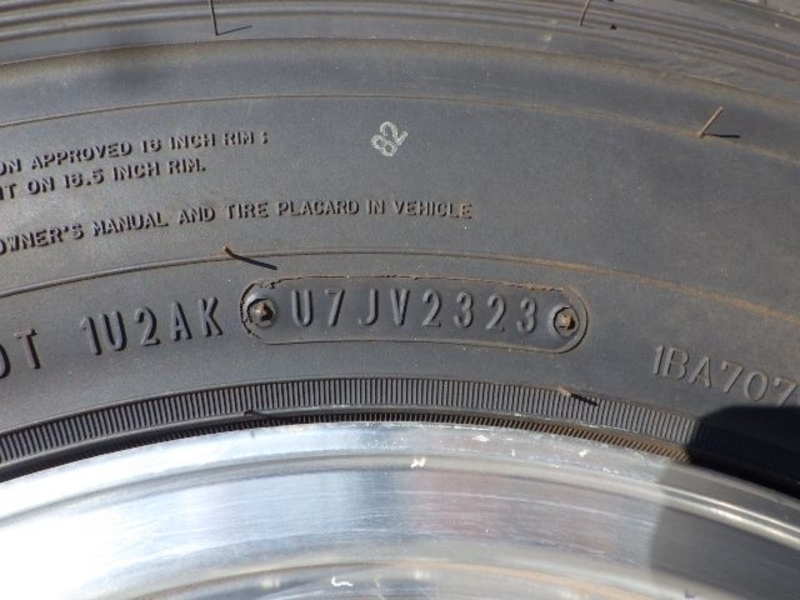 82
ON APPROVED 16 INCH RIM:
NT ON 16.5 INCH RIM.
OWNER'S MANUAL AND TIRE PLACARD IN VEHICLE
DOT 1U2AK U7JV2323
1BA707